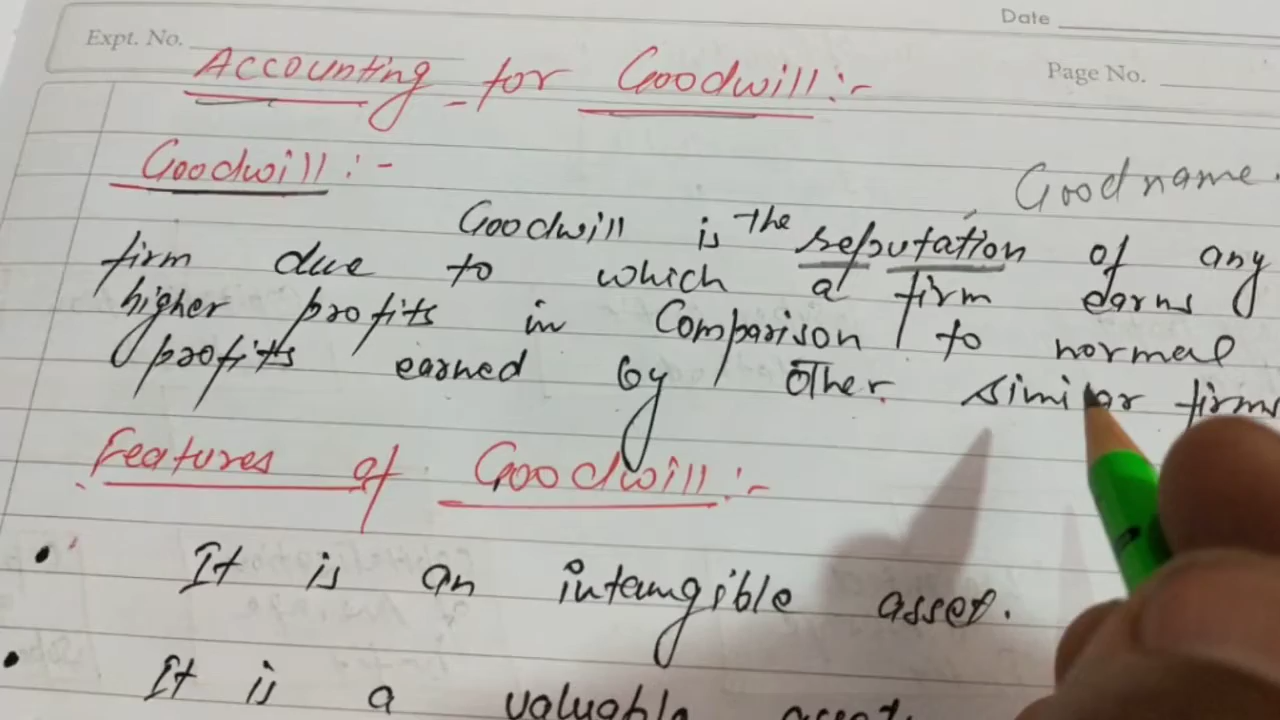 Date
Expt. No.
Page No.
Accounting for Goodwill:-
Goodwill:-
Good name.
Goodwill is the reputation of any
firm due to which a firm earns
higher profits in Comparison to normal
profits earned by other similar firms
Features of Goodwill:-
• It is an intangible asset.
• It is a valuable asset.